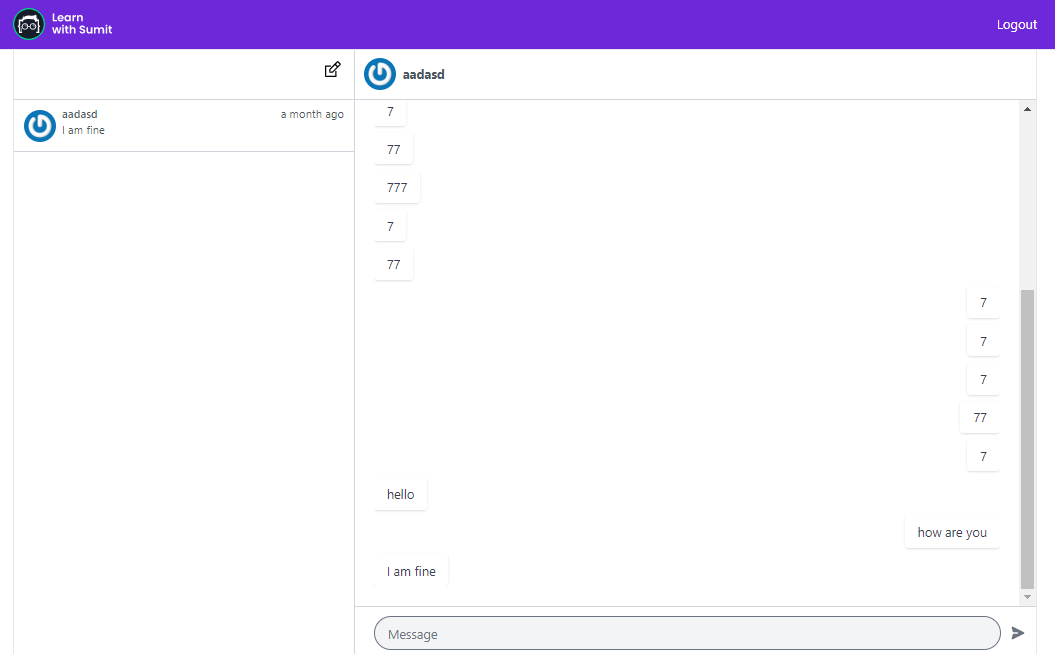 Learn
with Sumit
Logout
aadasd
a month ago
I am fine
aadasd
7
77
777
7
77
7
7
7
77
7
hello
how are you
I am fine
Message